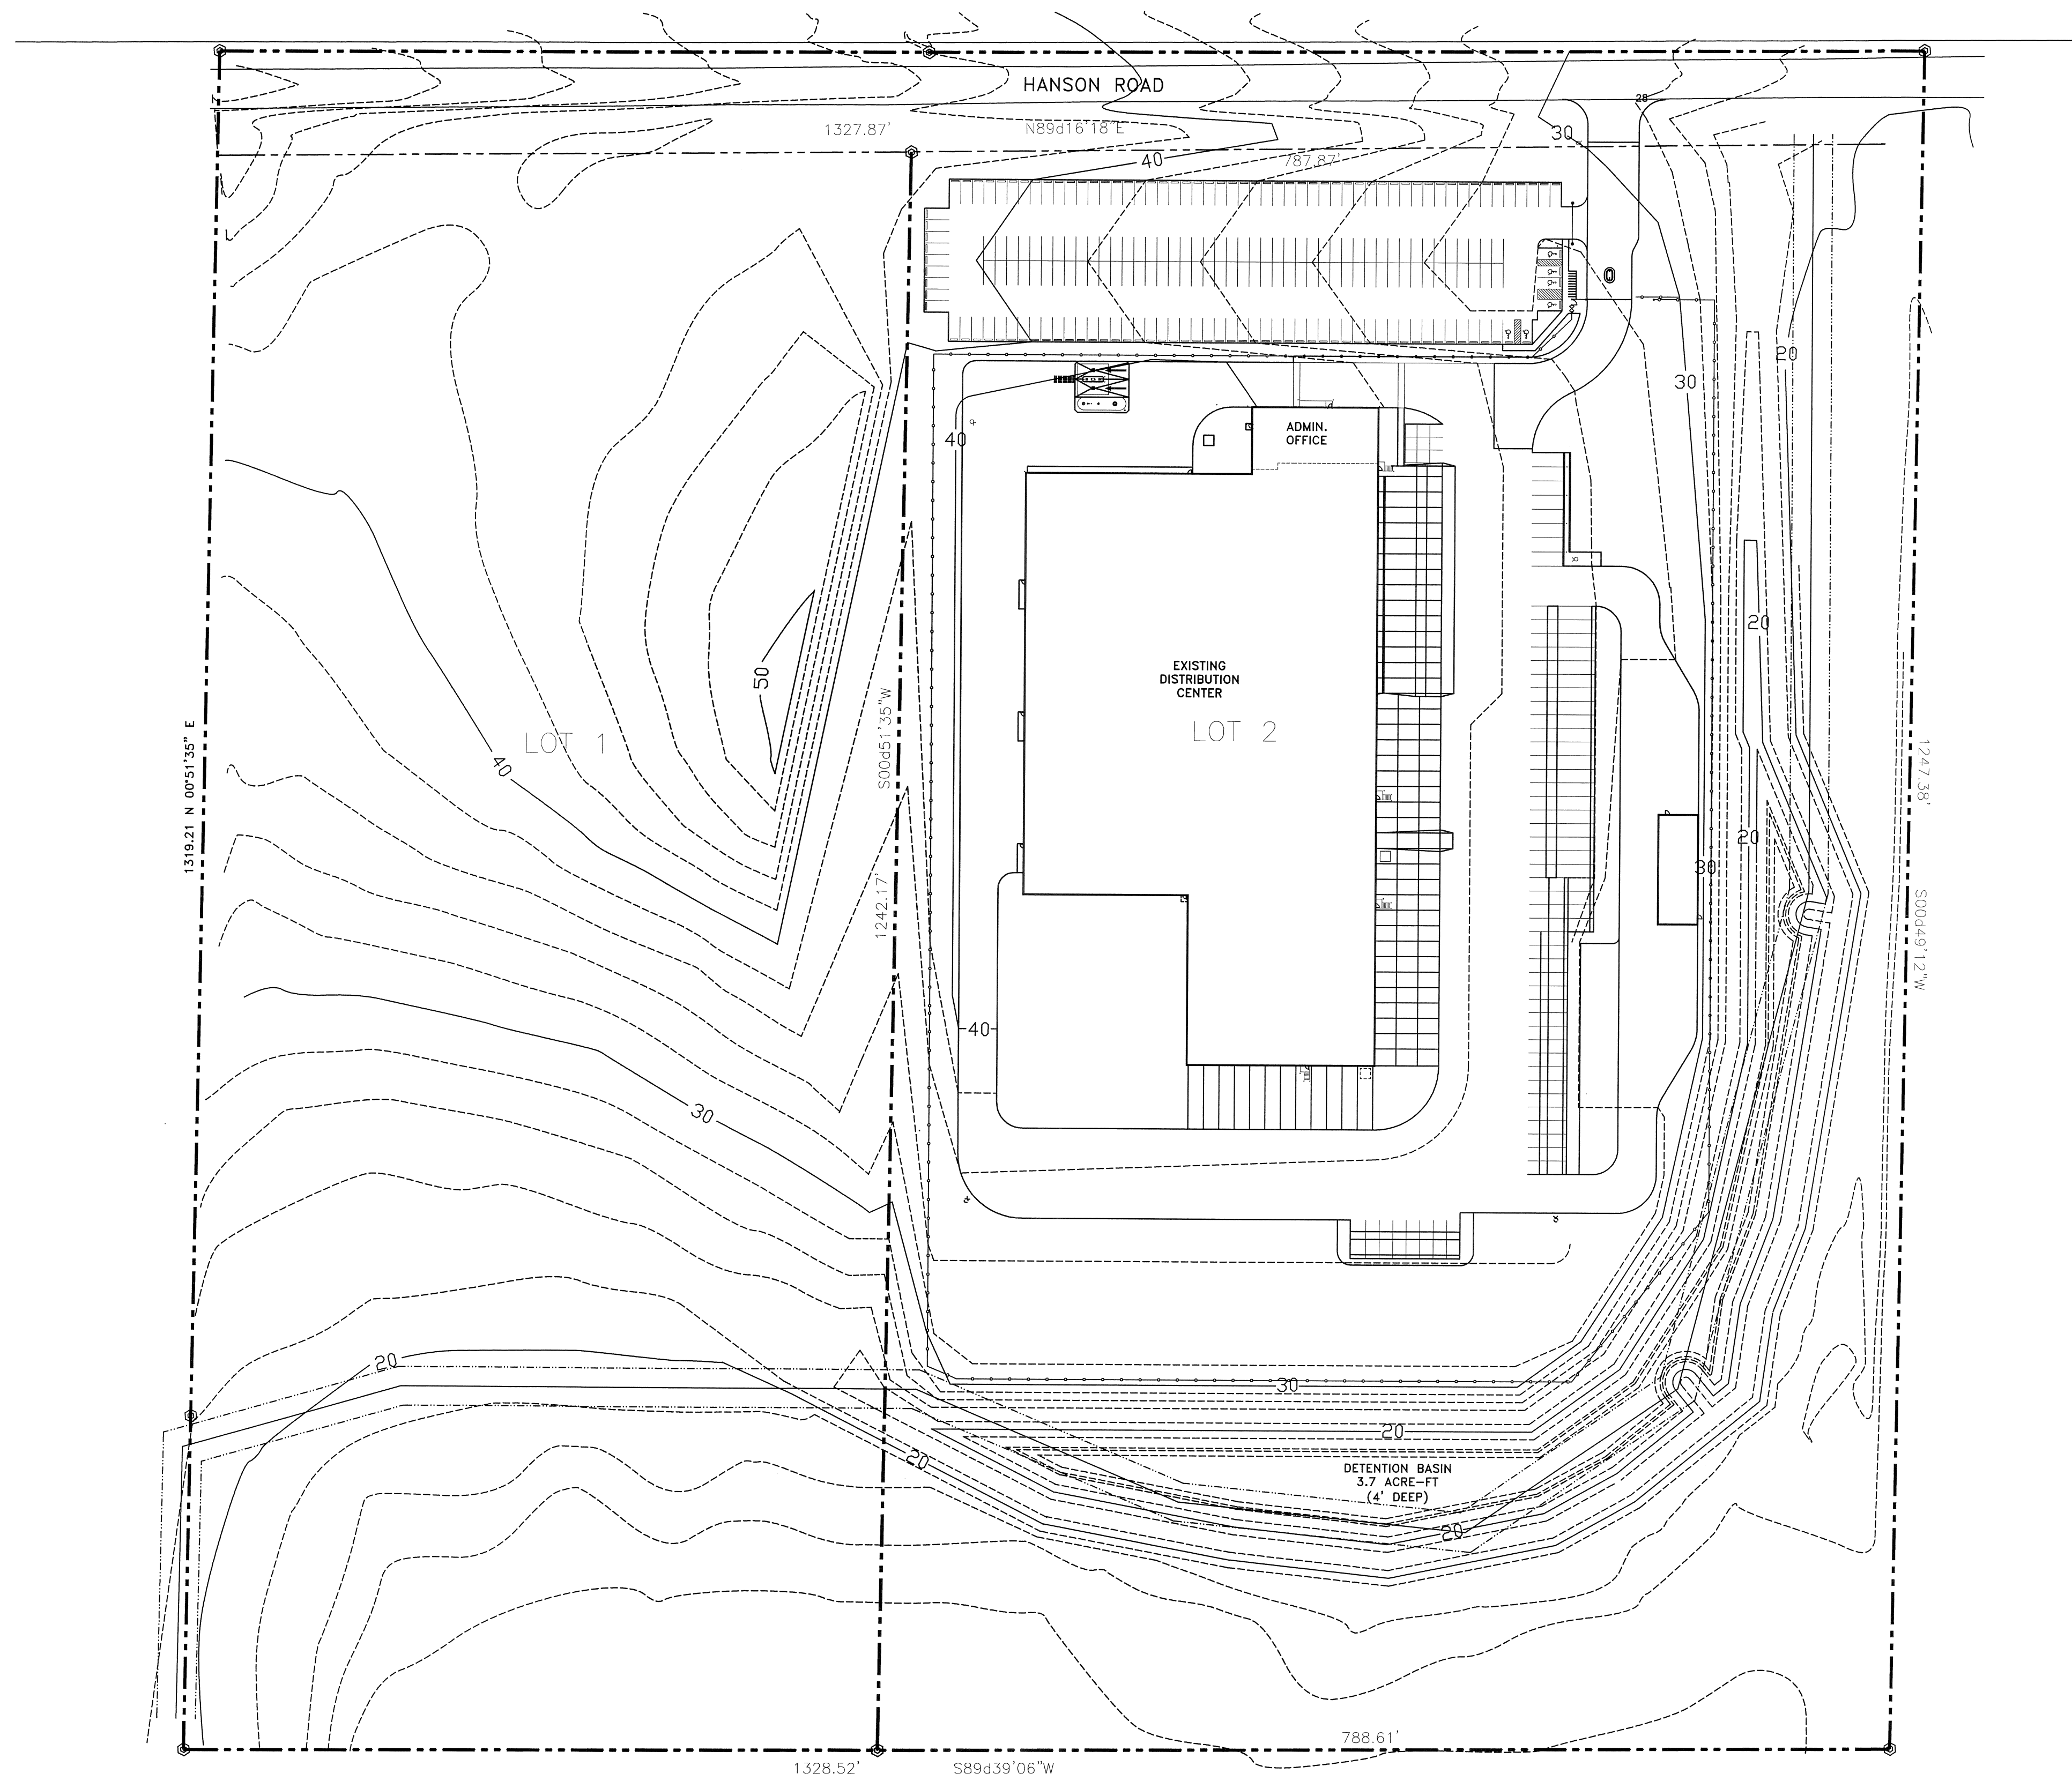 HANSON ROAD
28
1327.87'
N89d16'18"E
30
40
787.87'
20
30
40
ADMIN.
OFFICE
20
EXISTING
DISTRIBUTION
CENTER
50
LOT 1
LOT 2
40
S00d51'35"W
1319.21 N 00°51'35" E
1247.38'
20
30
1242.17'
S00d49'12"W
40
30
20
30
20
20
DETENTION BASIN
3.7 ACRE-FT
(4' DEEP)
20
788.61'
1328.52'
S89d39'06"W